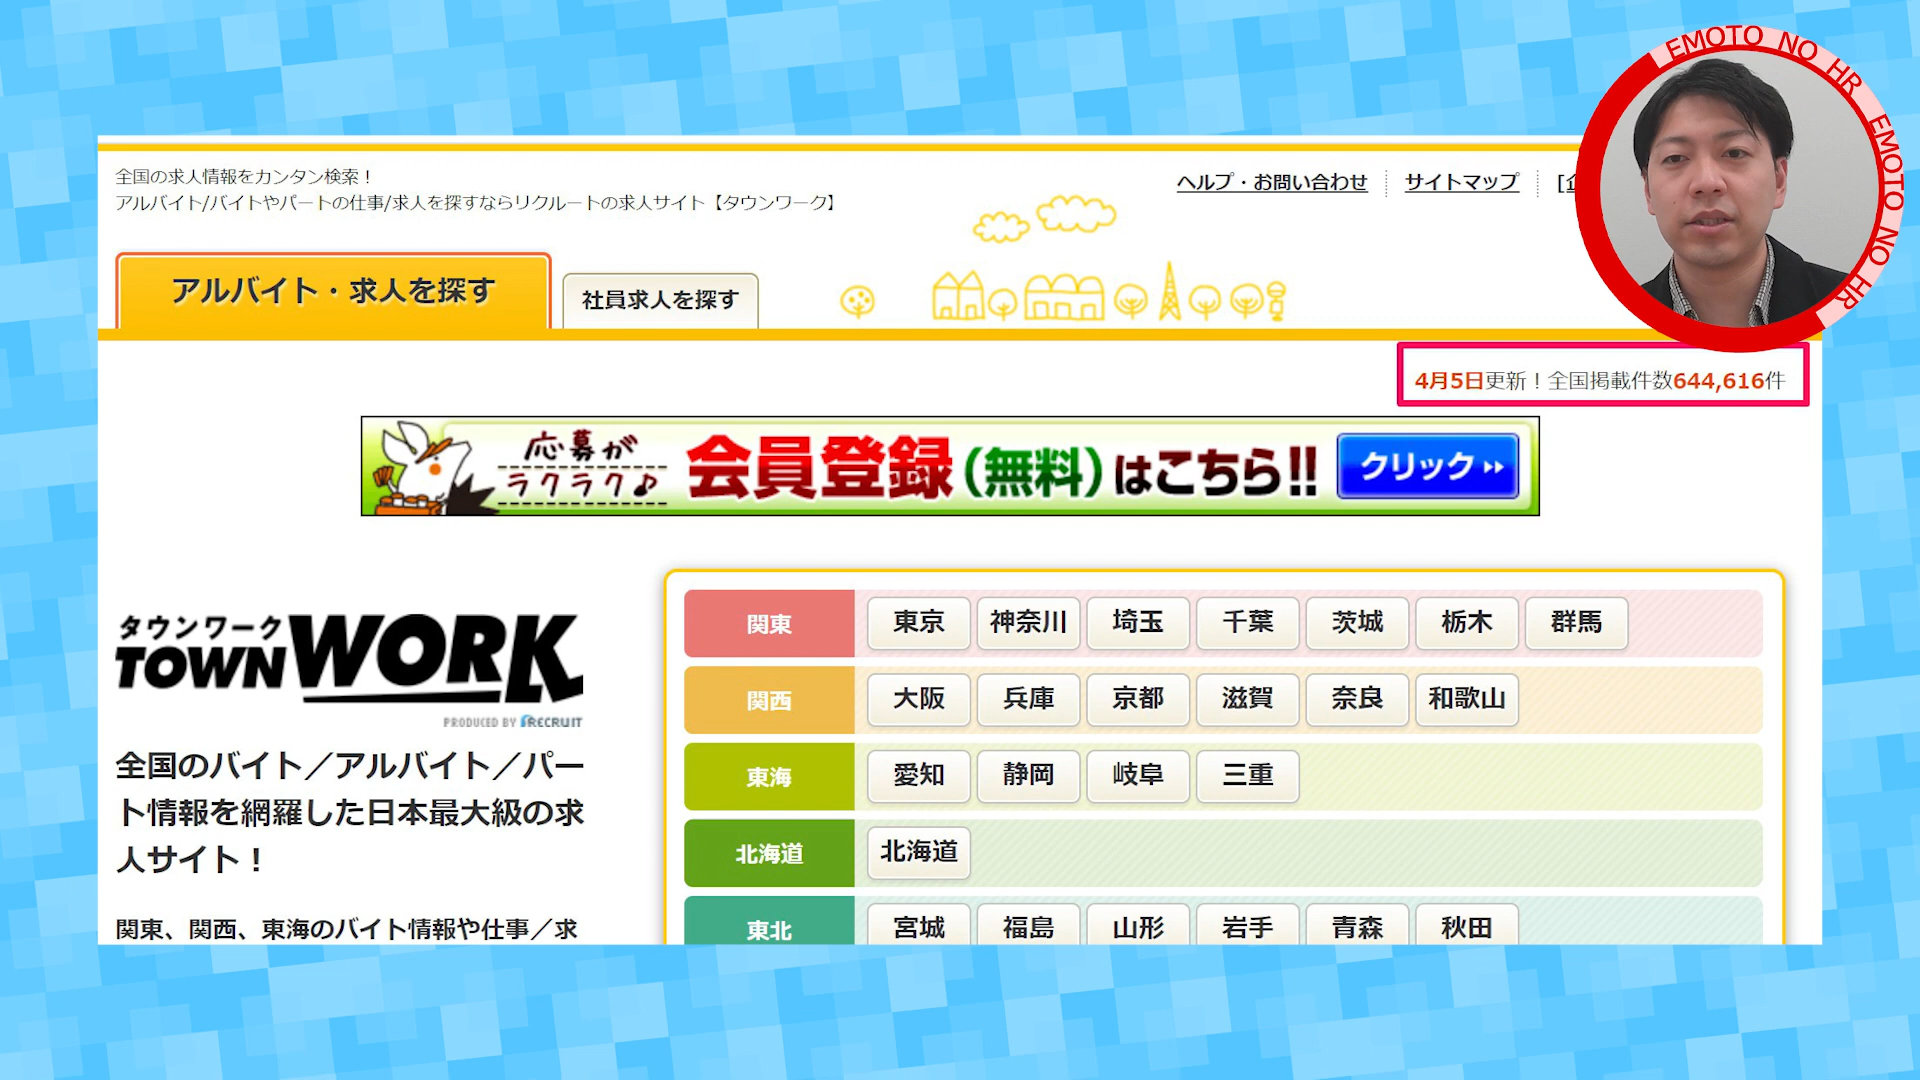 EMOTO NO HR EMOTO NO HR
全国の求人情報をカンタン検索！
アルバイト/バイトやパートの仕事/求人を探すならリクルートの求人サイト【タウンワーク】
ヘルプ・お問い合わせ
サイトマップ
アルバイト・求人を探す
社員求人を探す
4月5日更新！全国掲載件数644,616件
応募が
ラクラク♪
会員登録(無料)はこちら!!
クリック
タウンワーク
TOWNWORK
PRODUCED BY RECRUIT
全国のバイト／アルバイト／パー
ト情報を網羅した日本最大級の求
人サイト！
関東、関西、東海のバイト情報や仕事／求
関東 東京 神奈川 埼玉 千葉 茨城 栃木 群馬
関西 大阪 兵庫 京都 滋賀 奈良 和歌山
東海 愛知 静岡 岐阜 三重
北海道 北海道
東北 宮城 福島 山形 岩手 青森 秋田